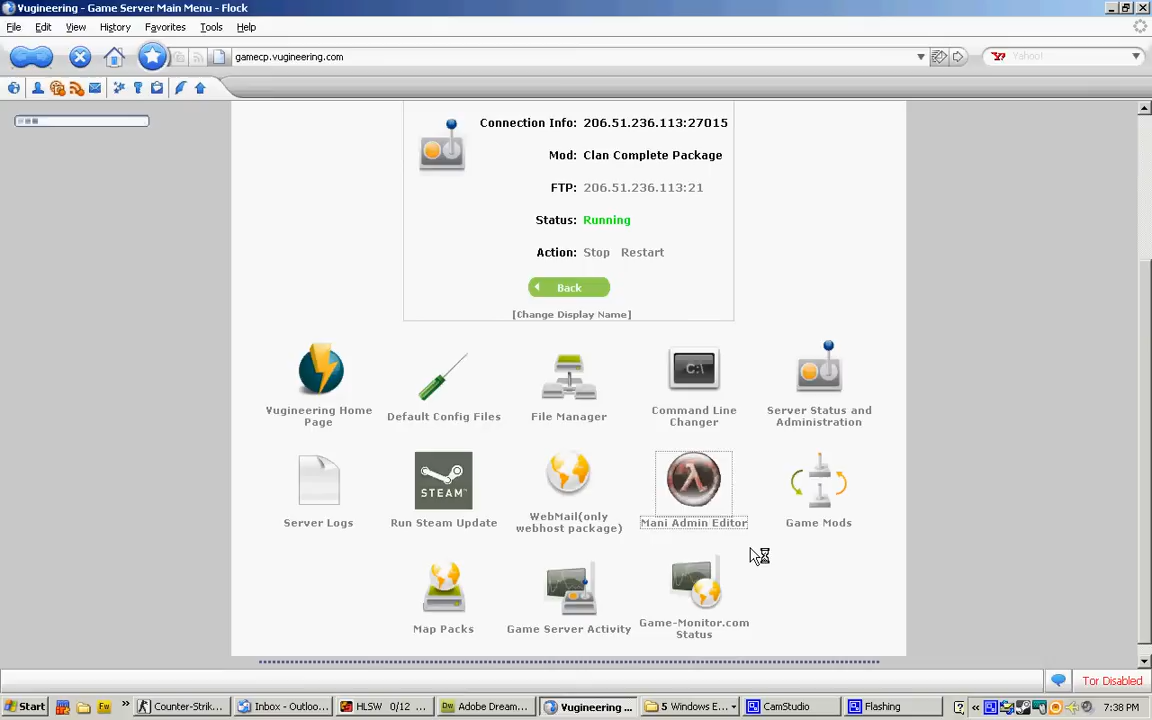 Vugineering - Game Server Main Menu - Flock
File Edit View History Favorites Tools Help
gamecp.vugineering.com
Yahoo!
Connection Info: 206.51.236.113:27015
Mod: Clan Complete Package
FTP: 206.51.236.113:21
Status: Running
Action: Stop Restart
Back
[Change Display Name]
C:\
Vugineering Home
Page
Default Config Files
File Manager
Command Line
Changer
Server Status and
Administration
STEAM
Server Logs
Run Steam Update
WebMail(only
webhost package)
Mani Admin Editor
Game Mods
Map Packs
Game Server Activity
Game-Monitor.com
Status
Tor Disabled
Start
Counter-Strik...
Inbox - Outloo...
HLSW 0/12 ...
Adobe Dream...
Vugineering ...
5 Windows E...
CamStudio
Flashing
7:38 PM